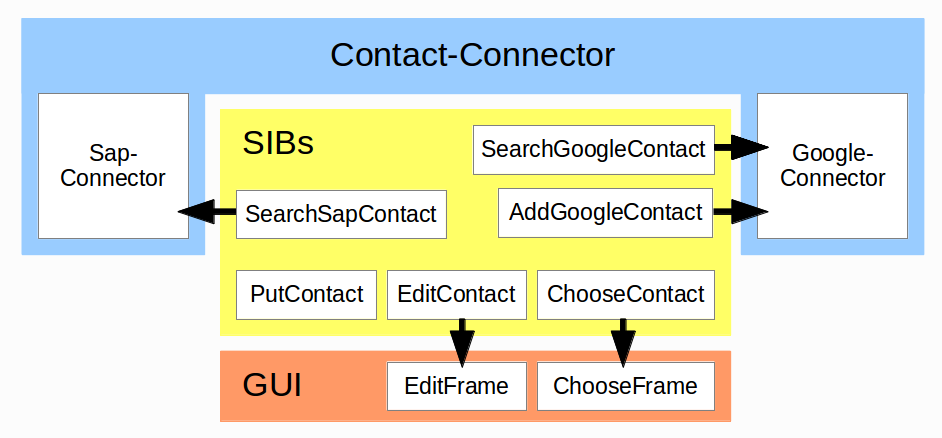 Contact-Connector
Sap-
Connector
SIBs
SearchGoogleContact
Google-
Connector
SearchSapContact
AddGoogleContact
PutContact
EditContact
ChooseContact
GUI
EditFrame
ChooseFrame